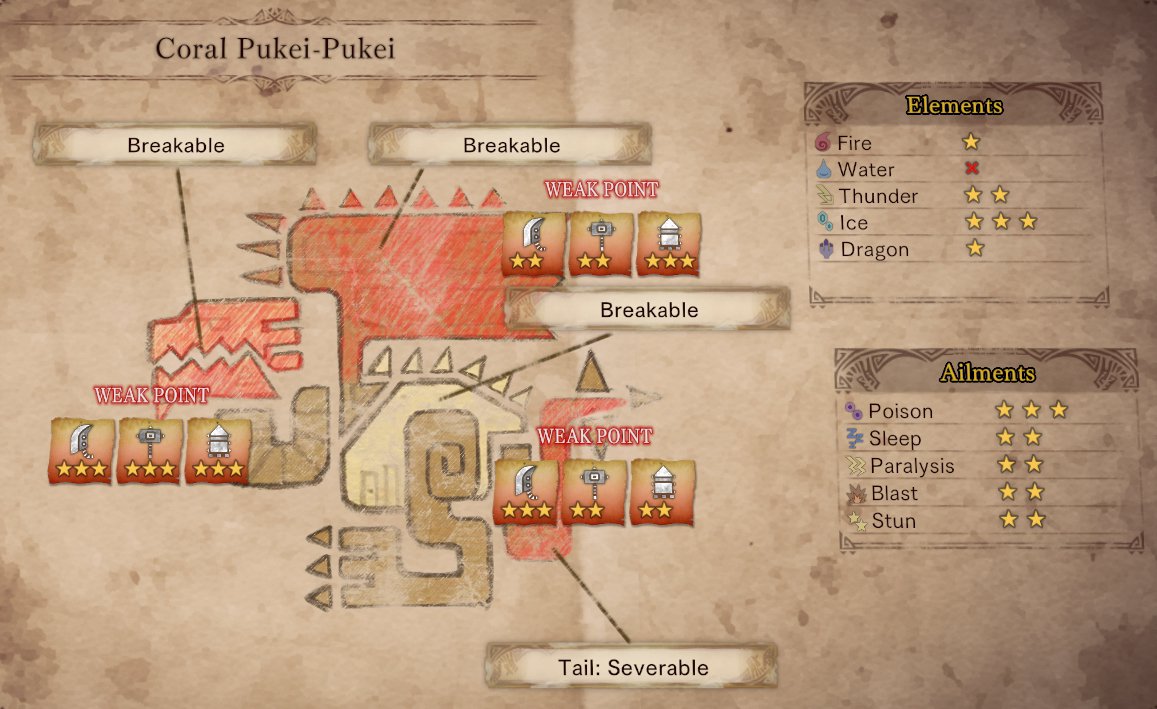 Coral Pukei-Pukei
Breakable
Breakable
WEAK POINT
Breakable
WEAK POINT
WEAK POINT
Tail: Severable
Elements
Fire
Water
Thunder
Ice
Dragon
Ailments
Poison
Sleep
Paralysis
Blast
Stun